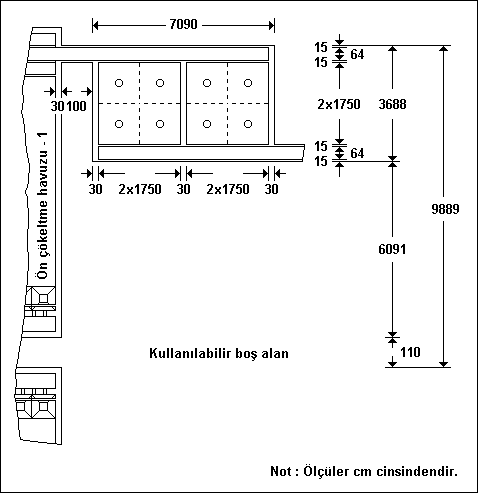 7090
15
64
15
30 100
2x1750
3688
15
64
15
30
2x1750
30
2x1750
30
9889
Ön çökeltme havuzu - 1
6091
Kullanılabilir boş alan
110
Not : Ölçüler cm cinsindendir.